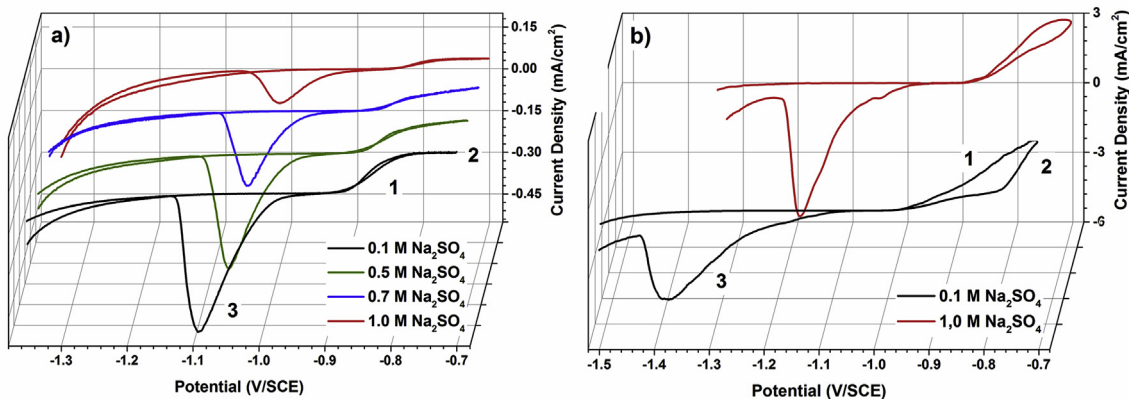 a)
0.15
0.00
-0.15
-0.30
-0.45
Current Density (mA/cm²)
1
2
3
0.1 M Na₂SO₄
0.5 M Na₂SO₄
0.7 M Na₂SO₄
1.0 M Na₂SO₄
-1.3 -1.2 -1.1 -1.0 -0.9 -0.8 -0.7
Potential (V/SCE)
b)
3
0
-3
-6
Current Density (mA/cm²)
1
2
3
0.1 M Na₂SO₄
1,0 M Na₂SO₄
-1.5 -1.4 -1.3 -1.2 -1.1 -1.0 -0.9 -0.8 -0.7
Potential (V/SCE)